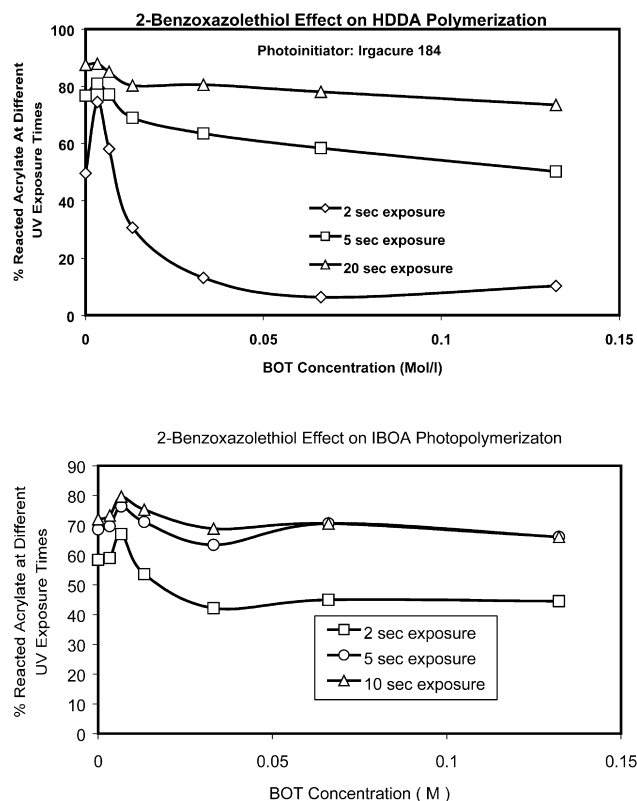 2-Benzoxazolethiol Effect on HDDA Polymerization
Photoinitiator: Irgacure 184
% Reacted Acrylate At Different
UV Exposure Times
100
80
60
40
20
0
2 sec exposure
5 sec exposure
20 sec exposure
0
0.05
0.1
0.15
BOT Concentration (Mol/l)
2-Benzoxazolethiol Effect on IBOA Photopolymerizaton
% Reacted Acrylate at Different
UV Exposure Times
90
80
70
60
50
40
30
20
10
0
2 sec exposure
5 sec exposure
10 sec exposure
0
0.05
0.1
0.15
BOT Concentration ( M )